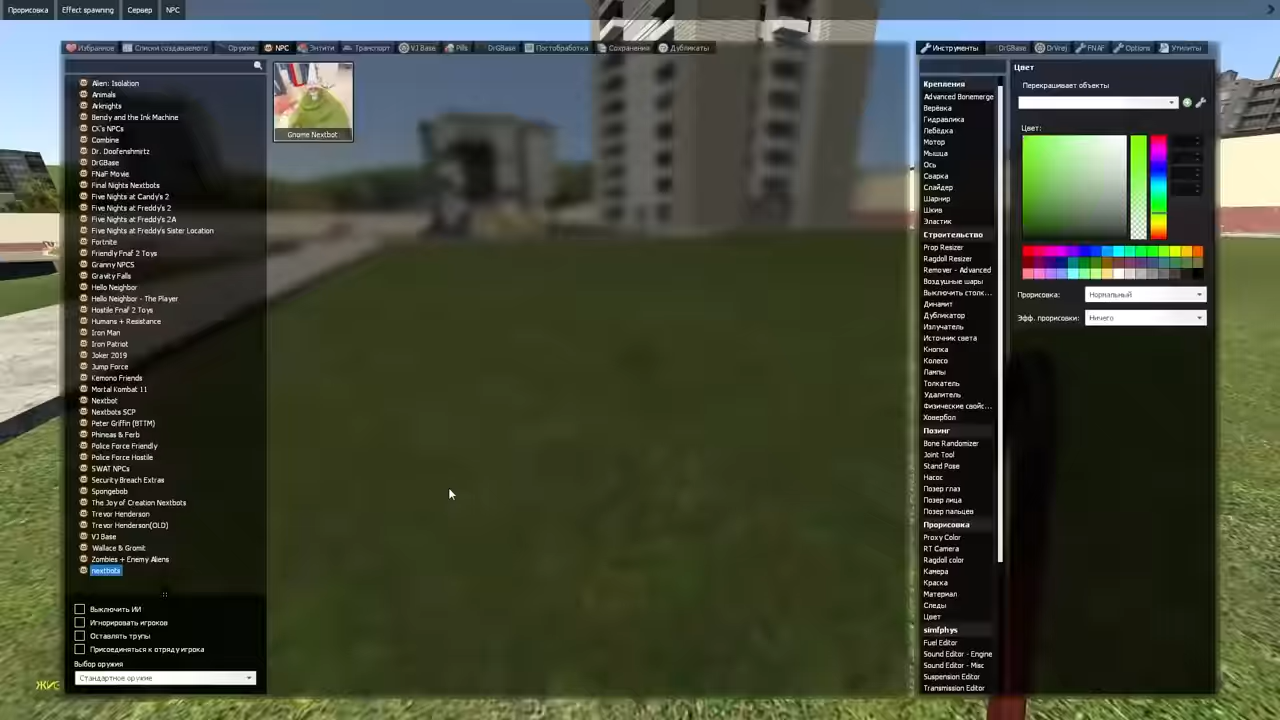 Прорисовка Effect spawning Сервер NPC
Избранное Списки создаваемого Оружие NPC Энтити Транспорт VJ Base Pills DrGBase Постобработка Сохранения Дубликаты
Alien: Isolation
Animals
Arknights
Bendy and the Ink Machine
CK's NPCs
Combine
Dr. Doofenshmirtz
DrGBase
FNaF Movie
Final Nights Nextbots
Five Nights at Candy's 2
Five Nights at Freddy's 2
Five Nights at Freddy's 2A
Five Nights at Freddy's Sister Location
Fortnite
Friendly Fnaf 2 Toys
Granny NPCS
Gravity Falls
Hello Neighbor
Hello Neighbor - The Player
Hostile Fnaf 2 Toys
Humans + Resistance
Iron Man
Iron Patriot
Joker 2019
Jump Force
Kemono Friends
Mortal Kombat 11
Nextbot
Nextbots SCP
Peter Griffin (BTTM)
Phineas & Ferb
Police Force Friendly
Police Force Hostile
SWAT NPCs
Security Breach Extras
Spongebob
The Joy of Creation Nextbots
Trevor Henderson
Trevor Henderson(OLD)
VJ Base
Wallace & Gromit
Zombies + Enemy Aliens
nextbots
Выключить ИИ
Игнорировать игроков
Оставлять трупы
Присоединяться к отряду игрока
Выбор оружия
Стандартное оружие
Gnome Nextbot
Инструменты DrGBase DrVrej FNAF Options Утилиты
Крепления
Advanced Bonemerge
Верёвка
Гидравлика
Лебёдка
Мотор
Мышца
Ось
Сварка
Слайдер
Шарнир
Шкив
Эластик
Строительство
Prop Resizer
Ragdoll Resizer
Remover - Advanced
Воздушные шары
Выключить столк...
Динамит
Дубликатор
Излучатель
Источник света
Кнопка
Колесо
Лампы
Толкатель
Удалитель
Физические свойс...
Ховербол
Позинг
Bone Randomizer
Joint Tool
Stand Pose
Насос
Позер глаз
Позер лица
Позер пальцев
Прорисовка
Proxy Color
RT Camera
Ragdoll color
Камера
Краска
Материал
Следы
Цвет
simfphys
Fuel Editor
Sound Editor - Engine
Sound Editor - Misc
Suspension Editor
Transmission Editor
Цвет
Перекрашивает объекты
Цвет:
Прорисовка: Нормальный
Эфф. прорисовки: Ничего